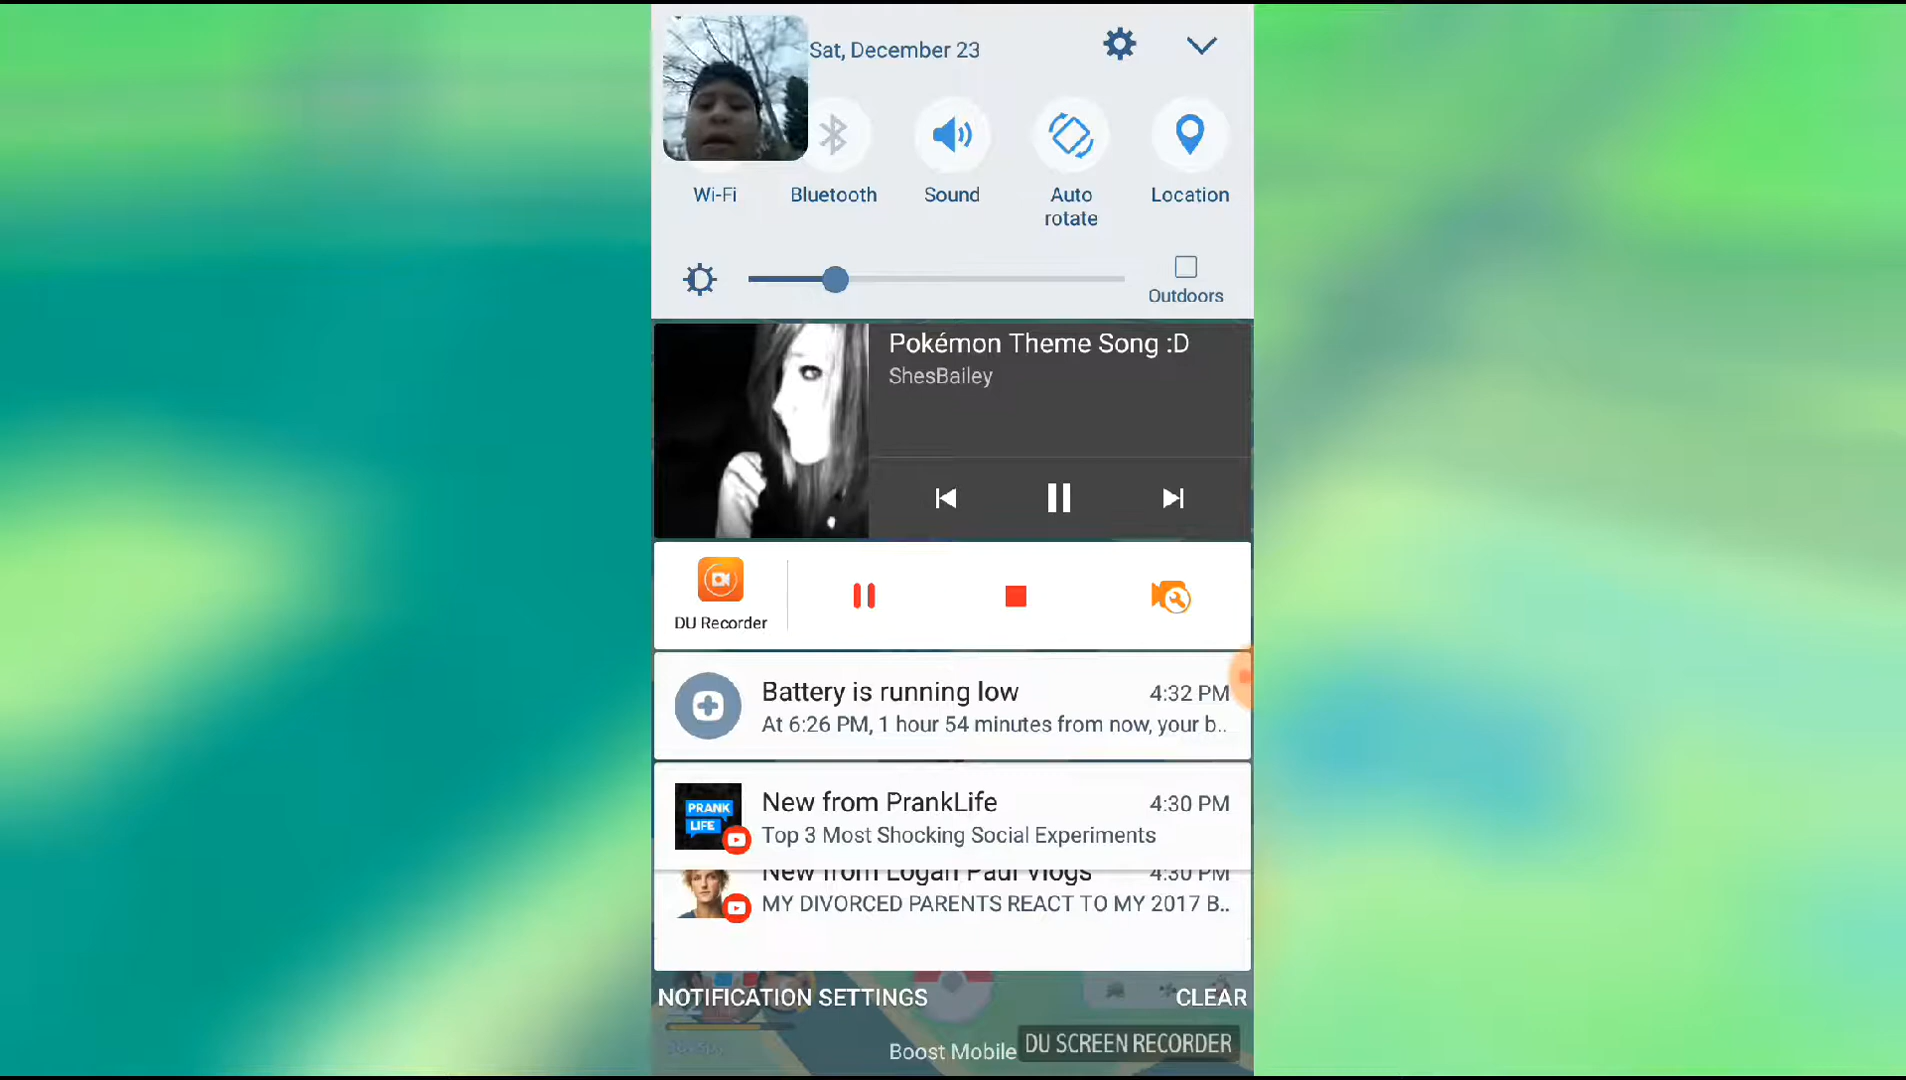 Sat, December 23
Wi-Fi
Bluetooth
Sound
Auto
rotate
Location
Outdoors
Pokémon Theme Song :D
ShesBailey
DU Recorder
Battery is running low
4:32 PM
At 6:26 PM, 1 hour 54 minutes from now, your b..
PRANK
LIFE
New from PrankLife
4:30 PM
Top 3 Most Shocking Social Experiments
New from Logan Paul Vlogs
4:30 PM
MY DIVORCED PARENTS REACT TO MY 2017 B..
NOTIFICATION SETTINGS
CLEAR
Boost Mobile
DU SCREEN RECORDER